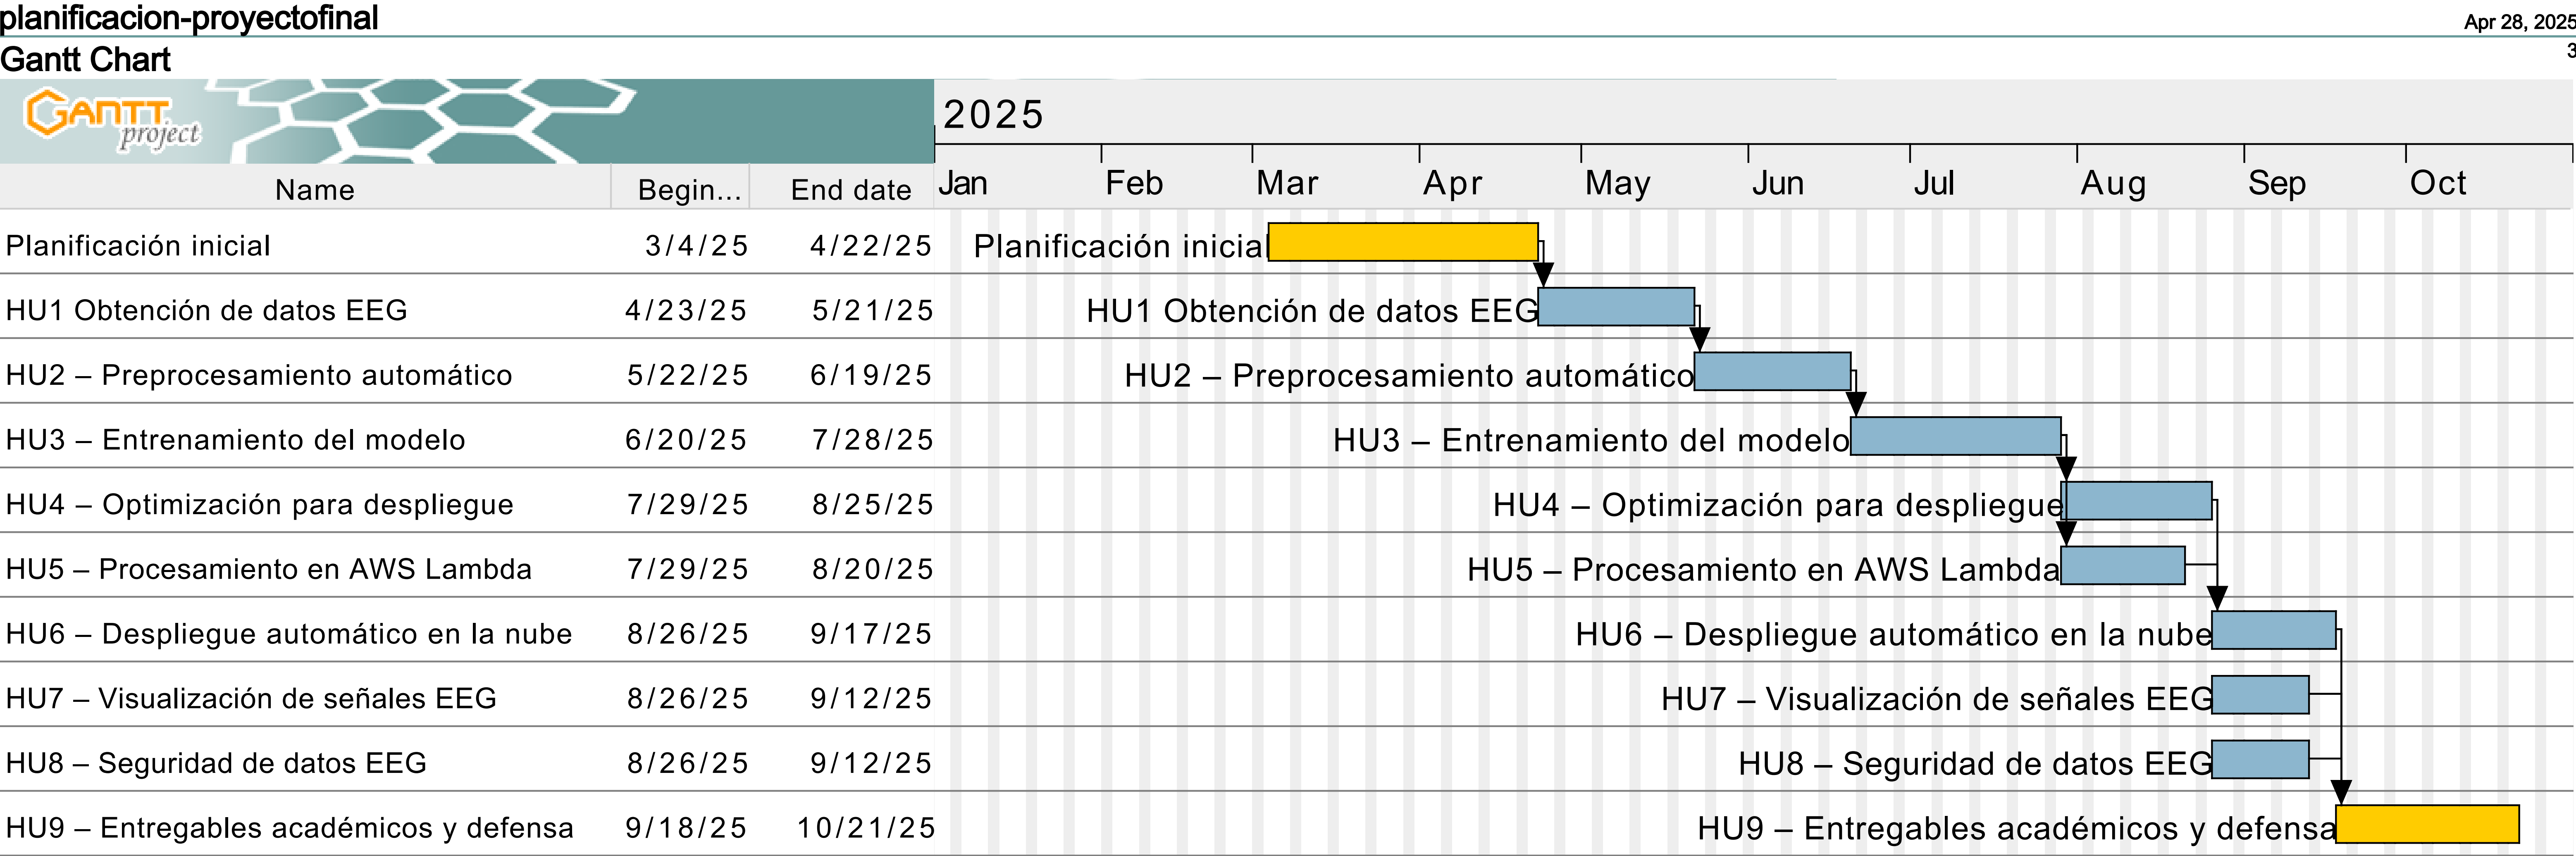 planificacion-proyectofinal
Apr 28, 2025
Gantt Chart
3
GANTT project
2025
Name Begin... End date Jan Feb Mar Apr May Jun Jul Aug Sep Oct
Planificación inicial 3/4/25 4/22/25 Planificación inicial
HU1 Obtención de datos EEG 4/23/25 5/21/25 HU1 Obtención de datos EEG
HU2 – Preprocesamiento automático 5/22/25 6/19/25 HU2 – Preprocesamiento automático
HU3 – Entrenamiento del modelo 6/20/25 7/28/25 HU3 – Entrenamiento del modelo
HU4 – Optimización para despliegue 7/29/25 8/25/25 HU4 – Optimización para despliegue
HU5 – Procesamiento en AWS Lambda 7/29/25 8/20/25 HU5 – Procesamiento en AWS Lambda
HU6 – Despliegue automático en la nube 8/26/25 9/17/25 HU6 – Despliegue automático en la nube
HU7 – Visualización de señales EEG 8/26/25 9/12/25 HU7 – Visualización de señales EEG
HU8 – Seguridad de datos EEG 8/26/25 9/12/25 HU8 – Seguridad de datos EEG
HU9 – Entregables académicos y defensa 9/18/25 10/21/25 HU9 – Entregables académicos y defensa